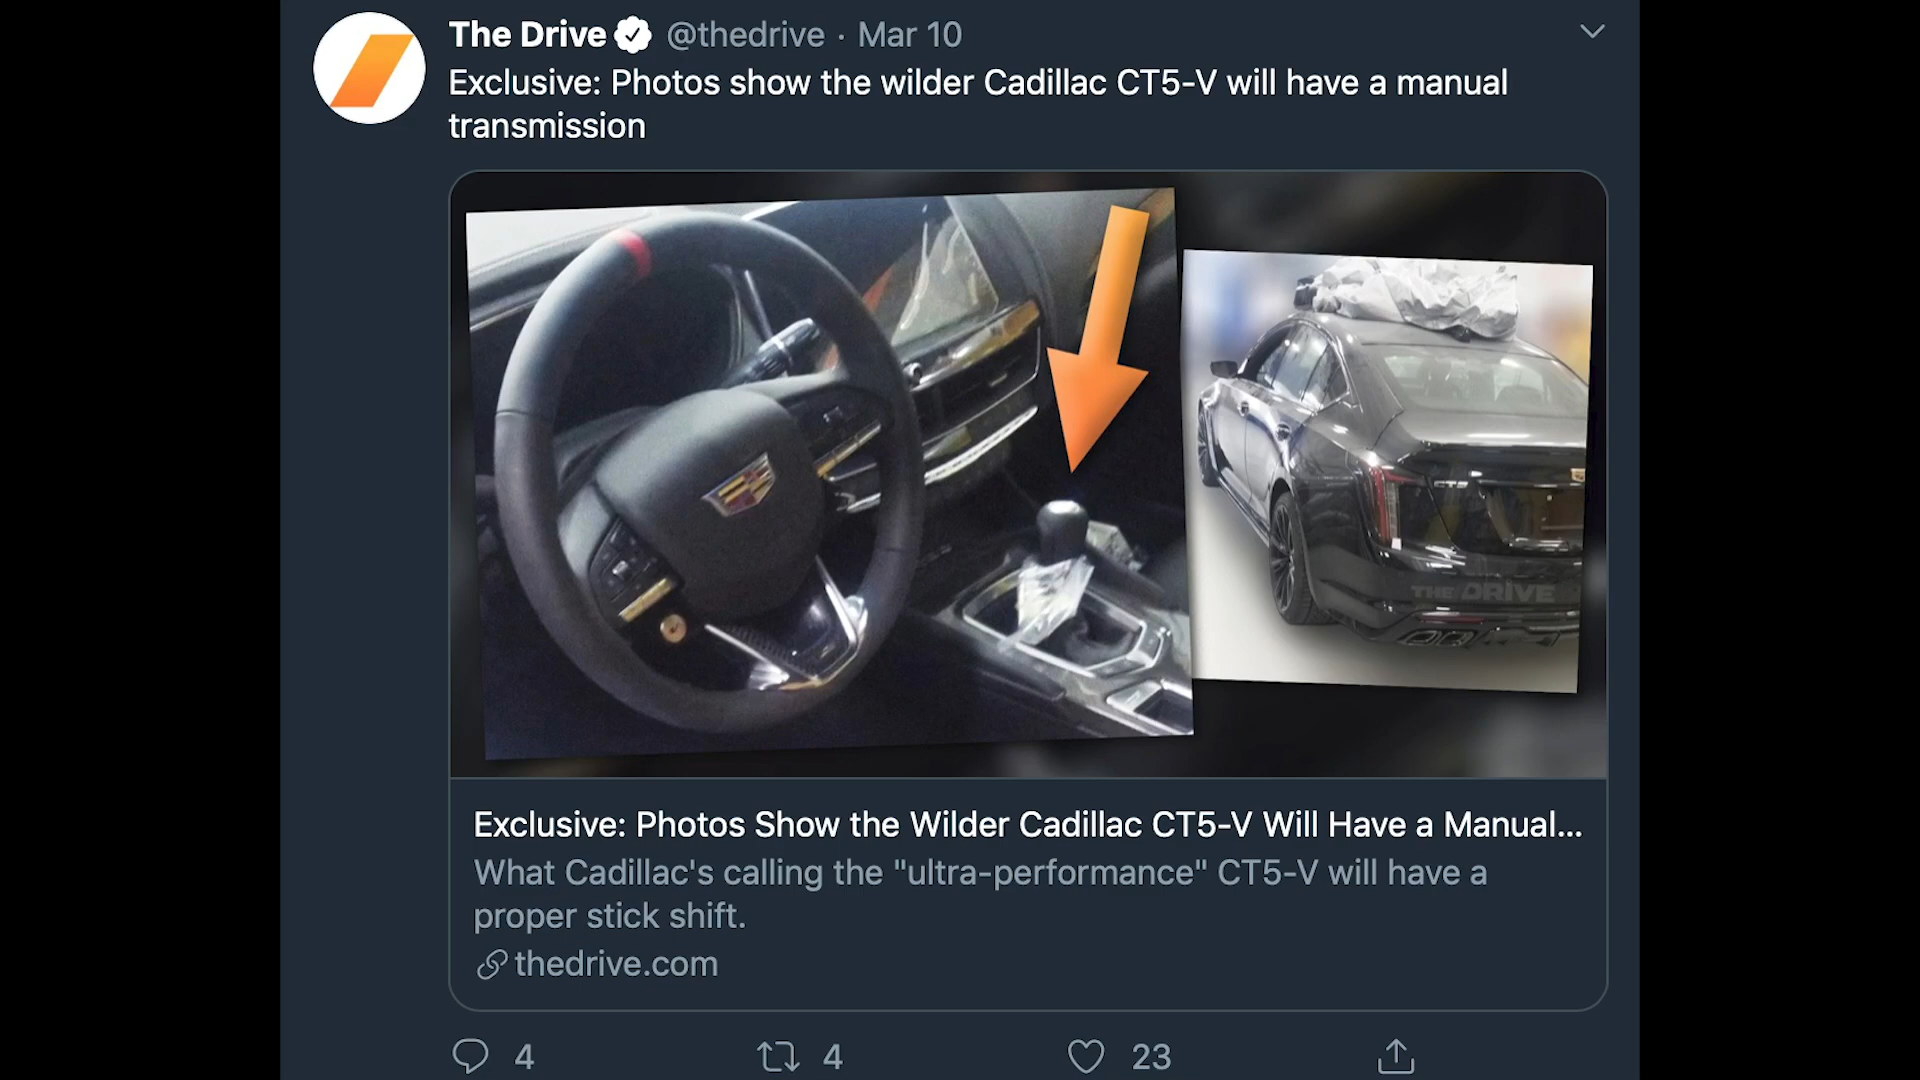 The Drive @thedrive · Mar 10
Exclusive: Photos show the wilder Cadillac CT5-V will have a manual
transmission
CT5
THE DRIVE
Exclusive: Photos Show the Wilder Cadillac CT5-V Will Have a Manual...
What Cadillac's calling the "ultra-performance" CT5-V will have a
proper stick shift.
thedrive.com
4 4 23